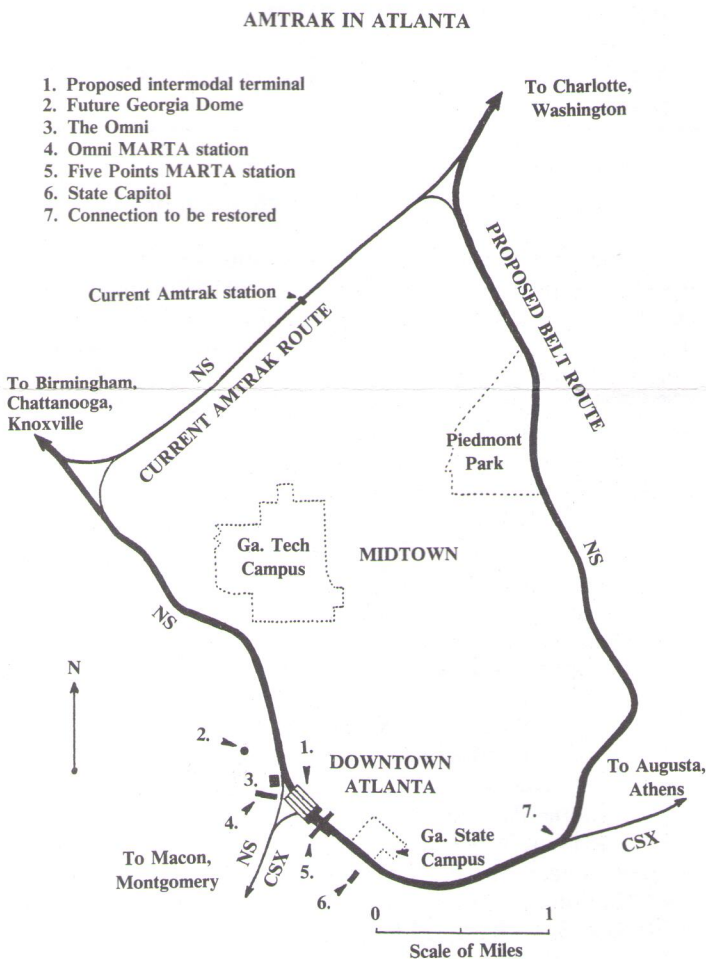 AMTRAK IN ATLANTA
1. Proposed intermodal terminal
2. Future Georgia Dome
3. The Omni
4. Omni MARTA station
5. Five Points MARTA station
6. State Capitol
7. Connection to be restored
To Charlotte,
Washington
PROPOSED BELT ROUTE
Current Amtrak station
NS
CURRENT AMTRAK ROUTE
To Birmingham,
Chattanooga,
Knoxville
Piedmont
Park
Ga. Tech
Campus
MIDTOWN
NS
NS
N
2.
1.
DOWNTOWN
ATLANTA
3.
4.
To Augusta,
Athens
7.
CSX
Ga. State
Campus
To Macon,
Montgomery
NS
CSX
5.
6.
0
1
Scale of Miles